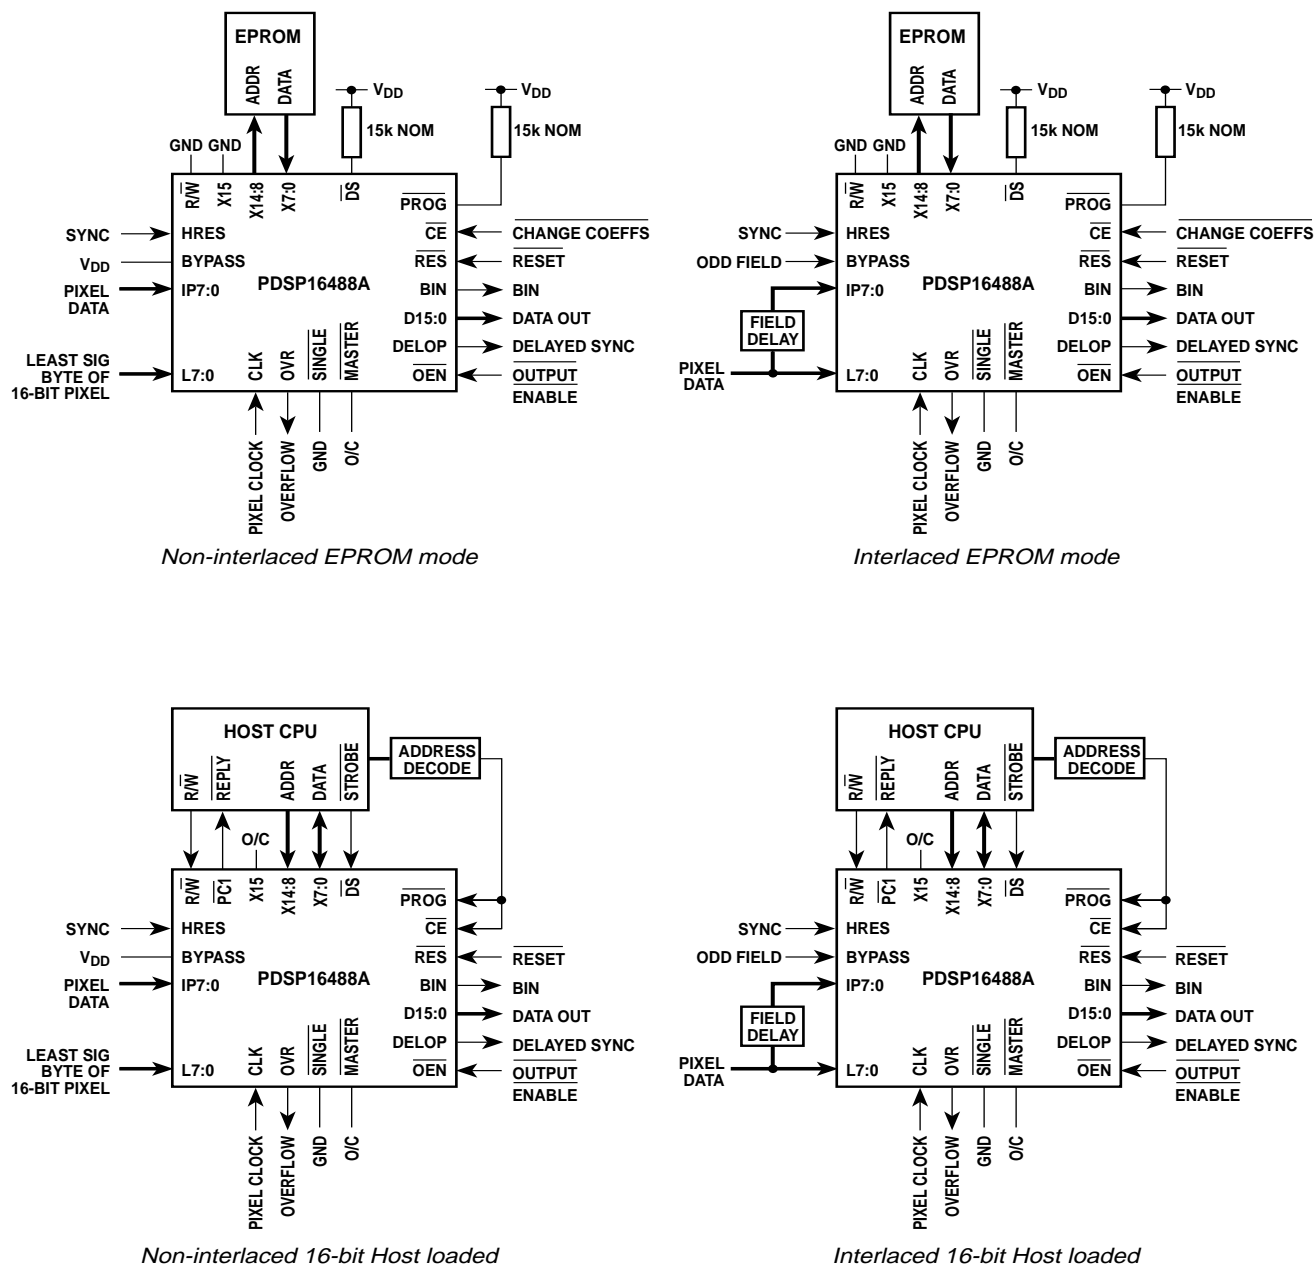 EPROM
ADDR
DATA
VDD
15k NOM
VDD
15k NOM
GND GND
R/W
X15
X14:8
X7:0
DS
PROG
SYNC
HRES
CE
CHANGE COEFFS
VDD
BYPASS
RES
RESET
PIXEL
DATA
IP7:0
PDSP16488A
BIN
BIN
D15:0
DATA OUT
DELOP
DELAYED SYNC
LEAST SIG
BYTE OF
16-BIT PIXEL
L7:0
CLK
OVR
SINGLE
MASTER
OEN
OUTPUT
ENABLE
PIXEL CLOCK
OVERFLOW
GND
O/C
Non-interlaced EPROM mode
EPROM
ADDR
DATA
VDD
15k NOM
VDD
15k NOM
GND GND
R/W
X15
X14:8
X7:0
DS
PROG
SYNC
HRES
CE
CHANGE COEFFS
ODD FIELD
BYPASS
RES
RESET
IP7:0
PDSP16488A
BIN
BIN
FIELD
DELAY
D15:0
DATA OUT
DELOP
DELAYED SYNC
PIXEL
DATA
L7:0
CLK
OVR
SINGLE
MASTER
OEN
OUTPUT
ENABLE
PIXEL CLOCK
OVERFLOW
GND
O/C
Interlaced EPROM mode
HOST CPU
R/W
REPLY
ADDR
DATA
STROBE
ADDRESS
DECODE
O/C
R/W
PC1
X15
X14:8
X7:0
DS
PROG
SYNC
HRES
CE
VDD
BYPASS
RES
RESET
PIXEL
DATA
IP7:0
PDSP16488A
BIN
BIN
D15:0
DATA OUT
DELOP
DELAYED SYNC
LEAST SIG
BYTE OF
16-BIT PIXEL
L7:0
CLK
OVR
SINGLE
MASTER
OEN
OUTPUT
ENABLE
PIXEL CLOCK
OVERFLOW
GND
O/C
Non-interlaced 16-bit Host loaded
HOST CPU
R/W
REPLY
ADDR
DATA
STROBE
ADDRESS
DECODE
O/C
R/W
PC1
X15
X14:8
X7:0
DS
PROG
SYNC
HRES
CE
ODD FIELD
BYPASS
RES
RESET
IP7:0
PDSP16488A
BIN
BIN
FIELD
DELAY
D15:0
DATA OUT
DELOP
DELAYED SYNC
PIXEL
DATA
L7:0
CLK
OVR
SINGLE
MASTER
OEN
OUTPUT
ENABLE
PIXEL CLOCK
OVERFLOW
GND
O/C
Interlaced 16-bit Host loaded